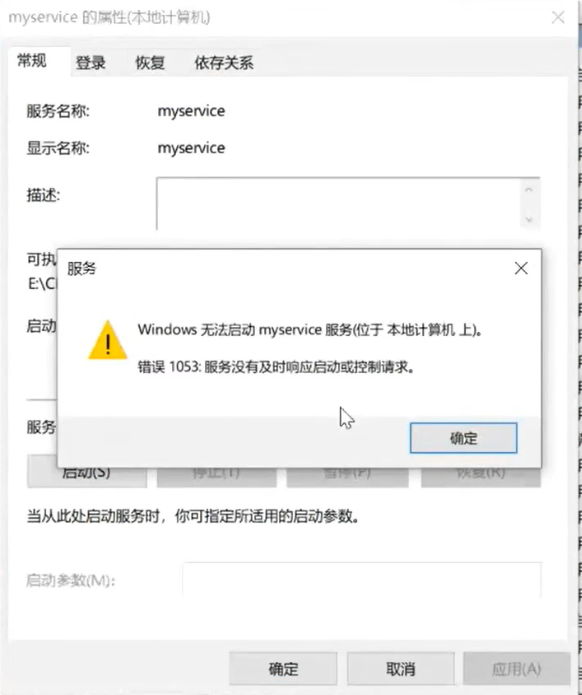 myservice 的属性(本地计算机)
常规 登录 恢复 依存关系
服务名称: myservice
显示名称: myservice
描述:
可执
E:\C
服务
Windows 无法启动 myservice 服务(位于 本地计算机 上)。
错误 1053: 服务没有及时响应启动或控制请求。
确定
启动
服务
启动(S) 停止(T) 暂停(P) 恢复(R)
当从此处启动服务时，你可指定所适用的启动参数。
启动参数(M):
确定 取消 应用(A)